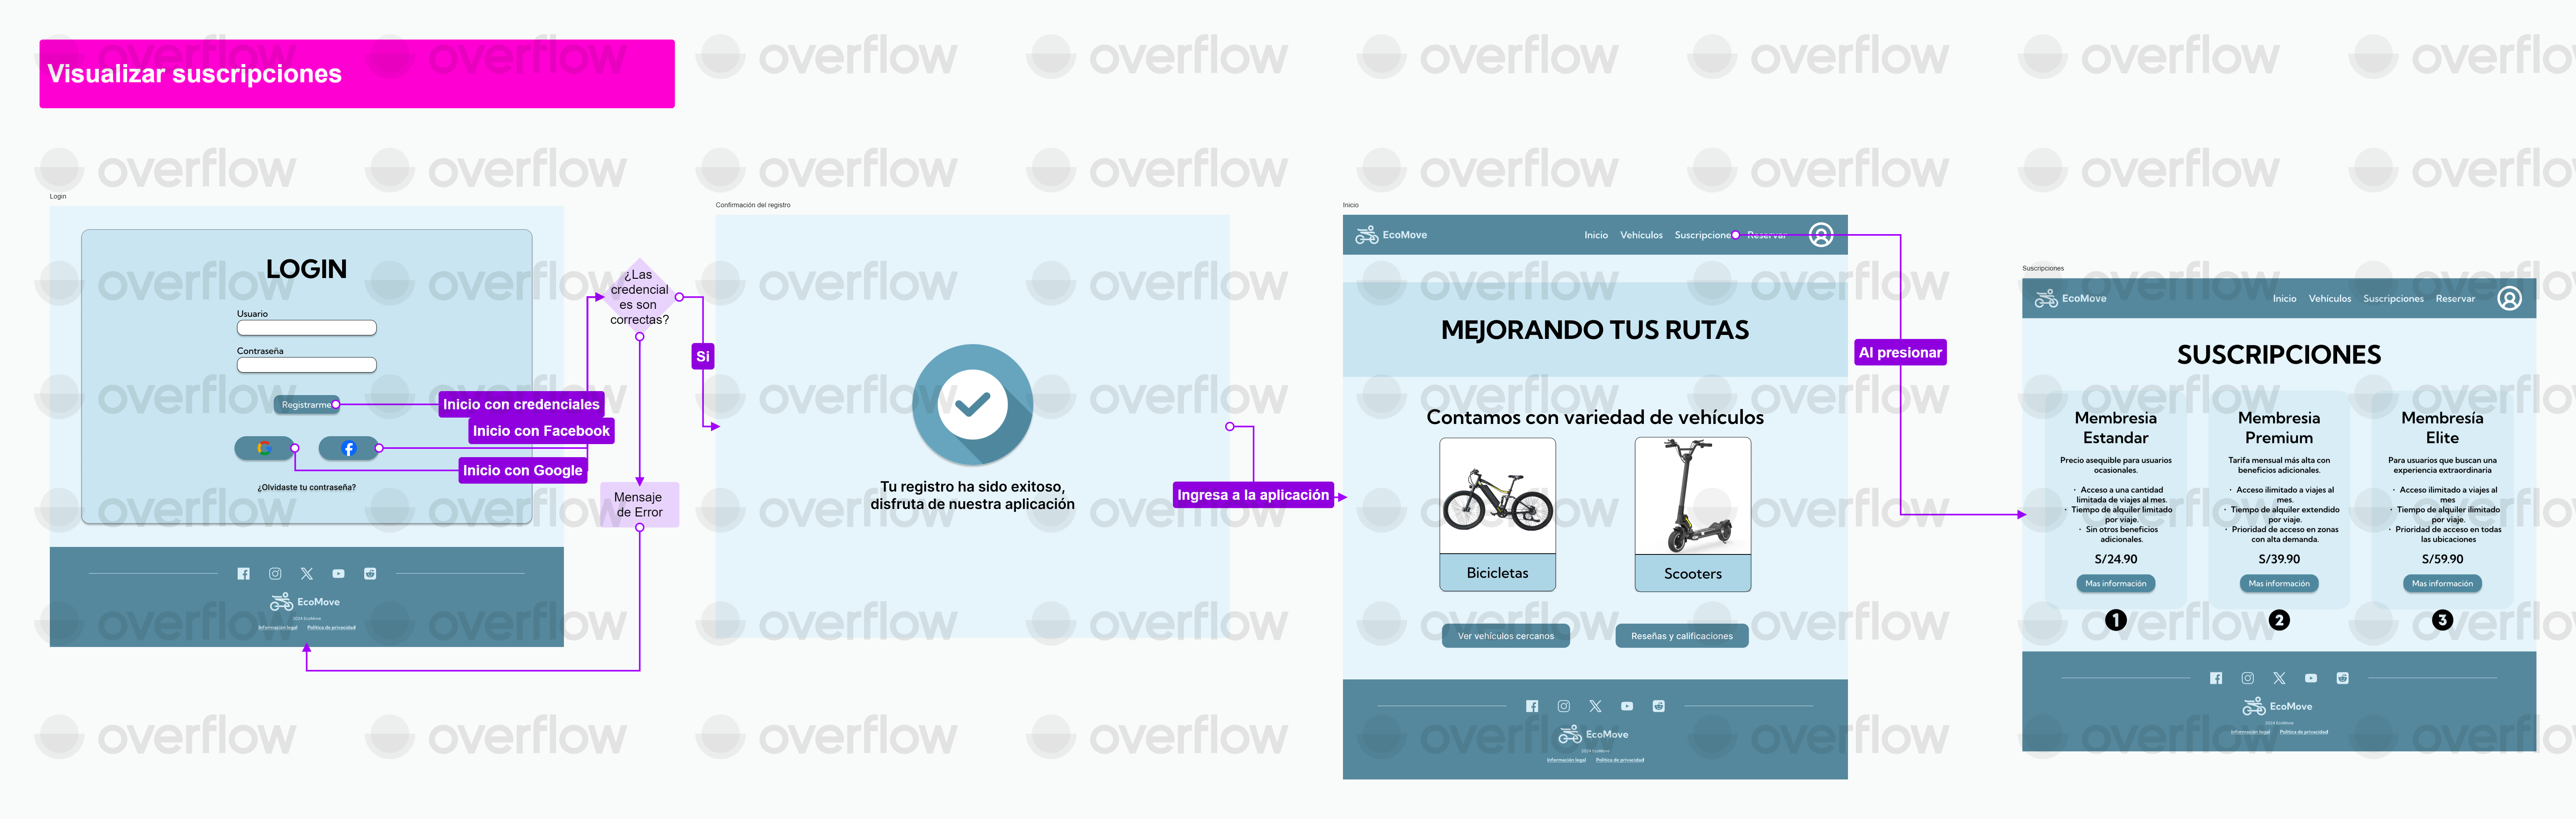 Visualizar suscripciones
Login
LOGIN
Usuario
Contraseña
Registrarme
¿Olvidaste tu contraseña?
EcoMove
2024 EcoMove
Información legal Política de privacidad
Inicio con credenciales
Inicio con Facebook
Inicio con Google
¿Las
credencial
es son
correctas?
Si
Mensaje
de Error
Confirmación del registro
Tu registro ha sido exitoso,
disfruta de nuestra aplicación
Ingresa a la aplicación
Inicio
EcoMove
Inicio Vehículos Suscripcione Reservar
MEJORANDO TUS RUTAS
Contamos con variedad de vehículos
Bicicletas
Scooters
Ver vehículos cercanos
Reseñas y calificaciones
EcoMove
2024 EcoMove
Información legal Política de privacidad
Al presionar
Suscripciones
EcoMove
Inicio Vehículos Suscripciones Reservar
SUSCRIPCIONES
Membresia
Estandar
Precio asequible para usuarios
ocasionales.
· Acceso a una cantidad
limitada de viajes al mes.
· Tiempo de alquiler limitado
por viaje.
· Sin otros beneficios
adicionales.
S/24.90
Mas información
1
Membresia
Premium
Tarifa mensual más alta con
beneficios adicionales.
· Acceso ilimitado a viajes al
mes.
· Tiempo de alquiler extendido
por viaje.
· Prioridad de acceso en zonas
con alta demanda.
S/39.90
Mas información
2
Membresía
Elite
Para usuarios que buscan una
experiencia extraordinaria
· Acceso ilimitado a viajes al
mes
· Tiempo de alquiler ilimitado
por viaje.
· Prioridad de acceso en todas
las ubicaciones
S/59.90
Mas información
3
EcoMove
2024 EcoMove
Información legal Política de privacidad
overflow